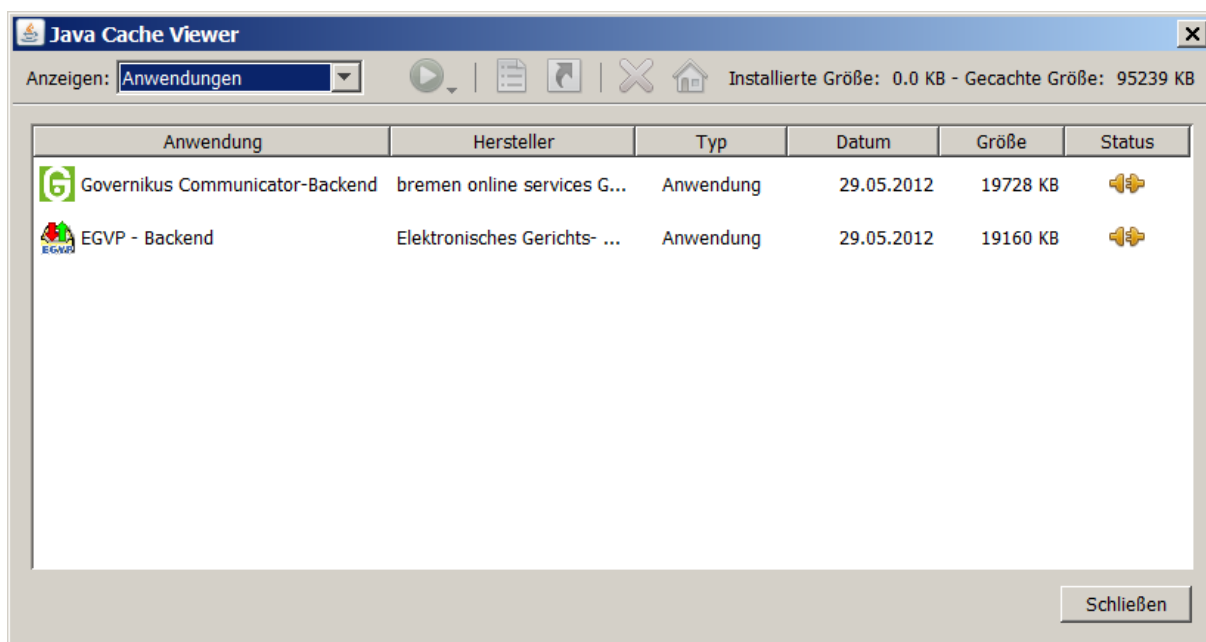 Java Cache Viewer
Anzeigen: Anwendungen Installierte Größe: 0.0 KB - Gecachte Größe: 95239 KB
Anwendung Hersteller Typ Datum Größe Status
Governikus Communicator-Backend bremen online services G... Anwendung 29.05.2012 19728 KB
EGVP - Backend Elektronisches Gerichts- ... Anwendung 29.05.2012 19160 KB
EGVP
Schließen